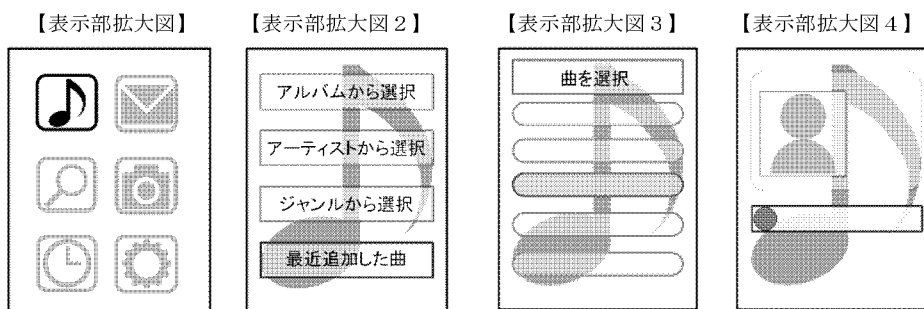 【表示部拡大図】
【表示部拡大図２】
【表示部拡大図３】
【表示部拡大図４】
アルバムから選択
アーティストから選択
ジャンルから選択
最近追加した曲
曲を選択